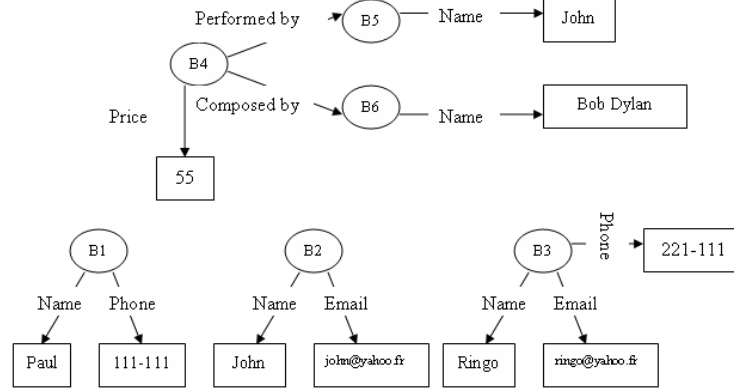 Performed by
B5
Name
John
B4
Composed by
B6
Name
Bob Dylan
Price
55
B1
Name
Phone
Paul
111-111
B2
Name
Email
John
john@yahoo.fr
B3
Phone
221-111
Name
Email
Ringo
ringo@yahoo.fr